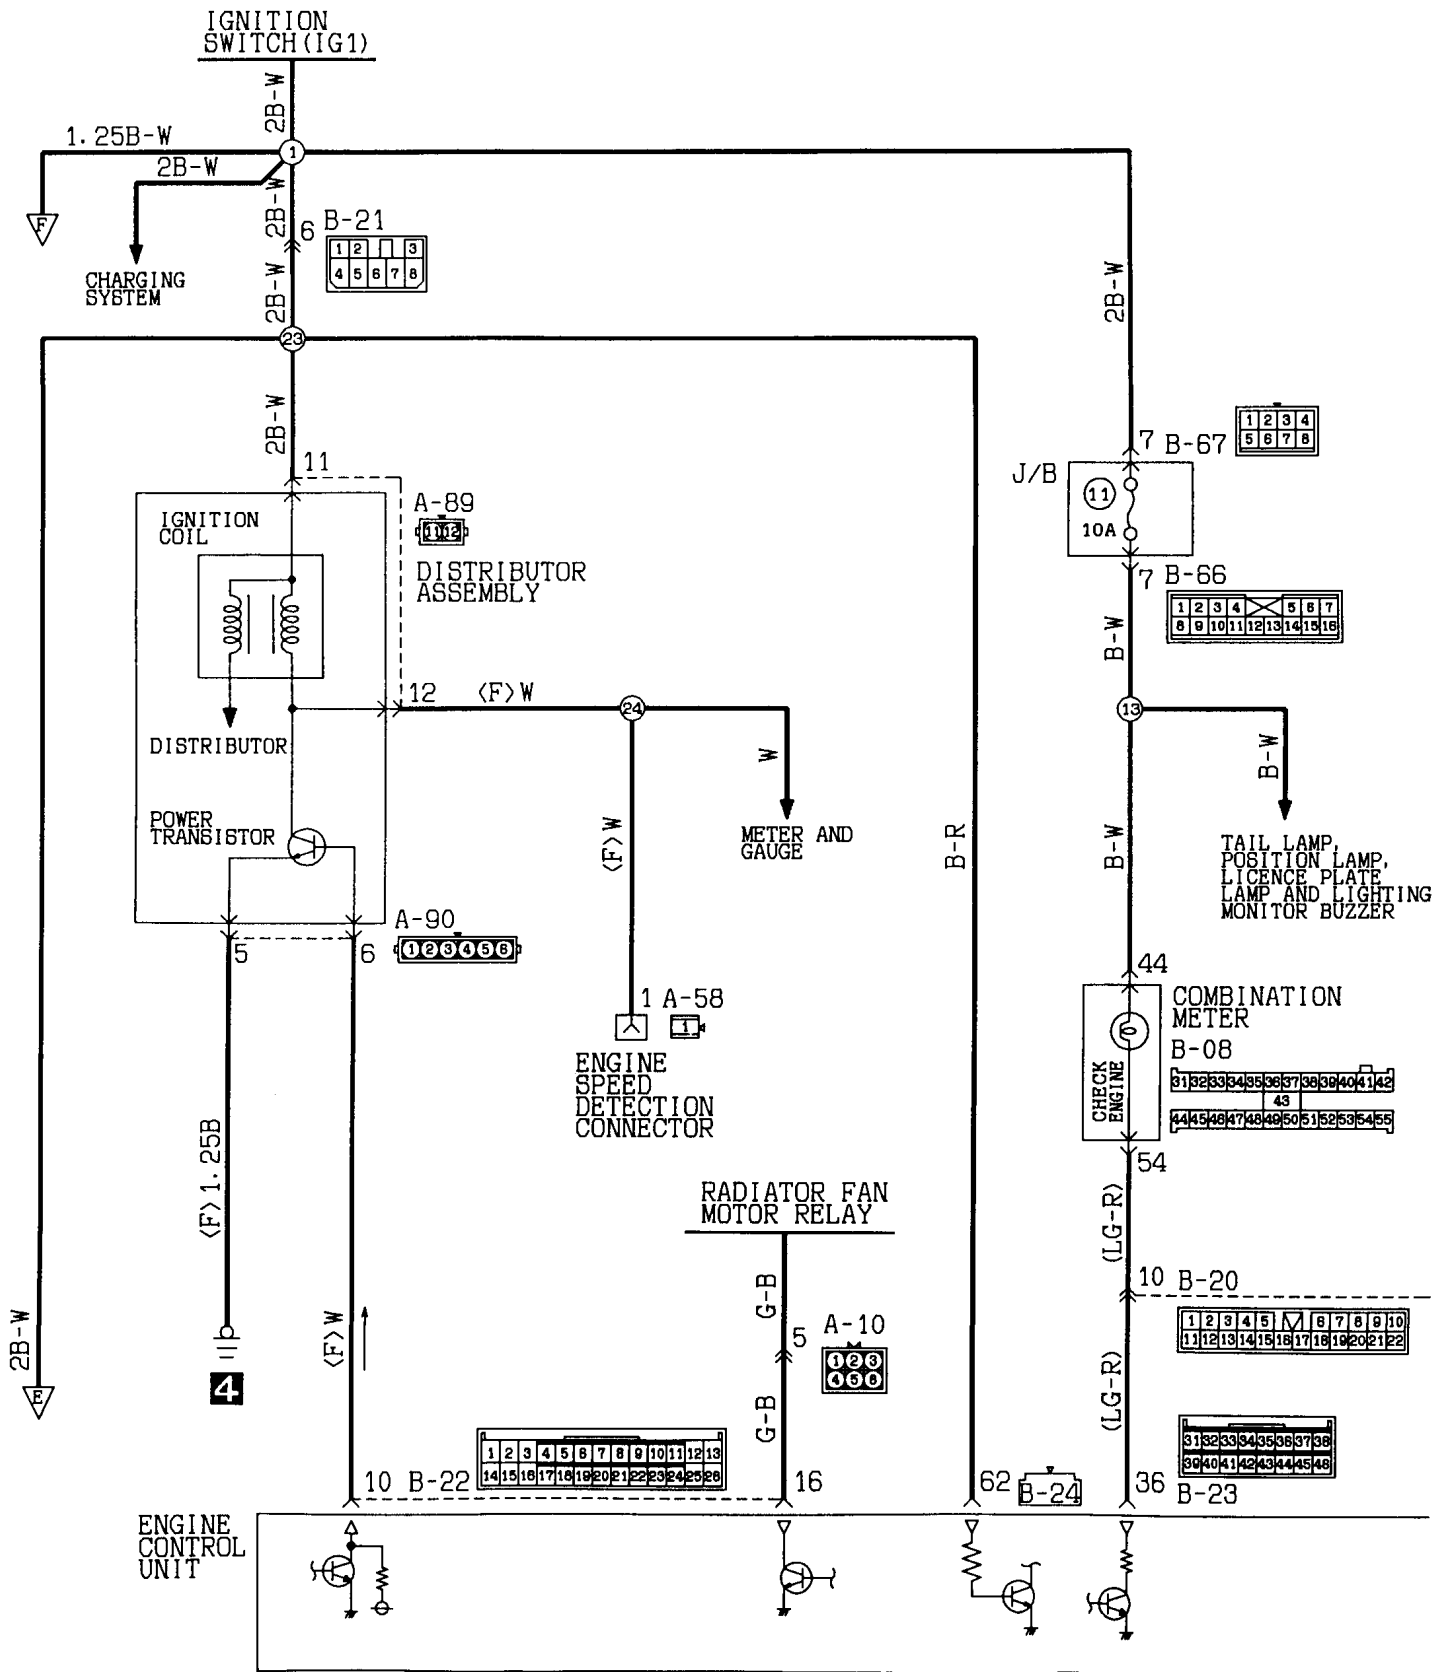 IGNITION
SWITCH(IG1)
2B-W
1.25B-W
1
2B-W
2B-W
F
6
B-21
1 2 3
4 5 6 7 8
CHARGING
SYSTEM
2B-W
2B-W
23
2B-W
11
7
B-67
1 2 3 4
5 6 7 8
J/B
11
10A
A-89
11 12
IGNITION
COIL
DISTRIBUTOR
ASSEMBLY
7
B-66
1 2 3 4 5 6 7
8 9 10 11 12 13 14 15 16
B-W
12
<F>W
24
13
DISTRIBUTOR
W
B-W
POWER
TRANSISTOR
<F>W
METER AND
GAUGE
B-R
B-W
TAIL LAMP,
POSITION LAMP,
LICENCE PLATE
LAMP AND LIGHTING
MONITOR BUZZER
A-90
1 2 3 4 5 6
5
6
44
1
A-58
1
COMBINATION
METER
B-08
31 32 33 34 35 36 37 38 39 40 41 42
43
44 45 46 47 48 49 50 51 52 53 54 55
CHECK
ENGINE
ENGINE
SPEED
DETECTION
CONNECTOR
54
<F>1.25B
RADIATOR FAN
MOTOR RELAY
(LG-R)
10
B-20
1 2 3 4 5 6 7 8 9 10
11 12 13 14 15 16 17 18 19 20 21 22
2B-W
<F>W
G-B
5
A-10
1 2 3
4 5 6
4
E
G-B
(LG-R)
31 32 33 34 35 36 37 38
39 40 41 42 43 44 45 46
1 2 3 4 5 6 7 8 9 10 11 12 13
14 15 16 17 18 19 20 21 22 23 24 25 26
10
B-22
16
62
B-24
36
B-23
ENGINE
CONTROL
UNIT